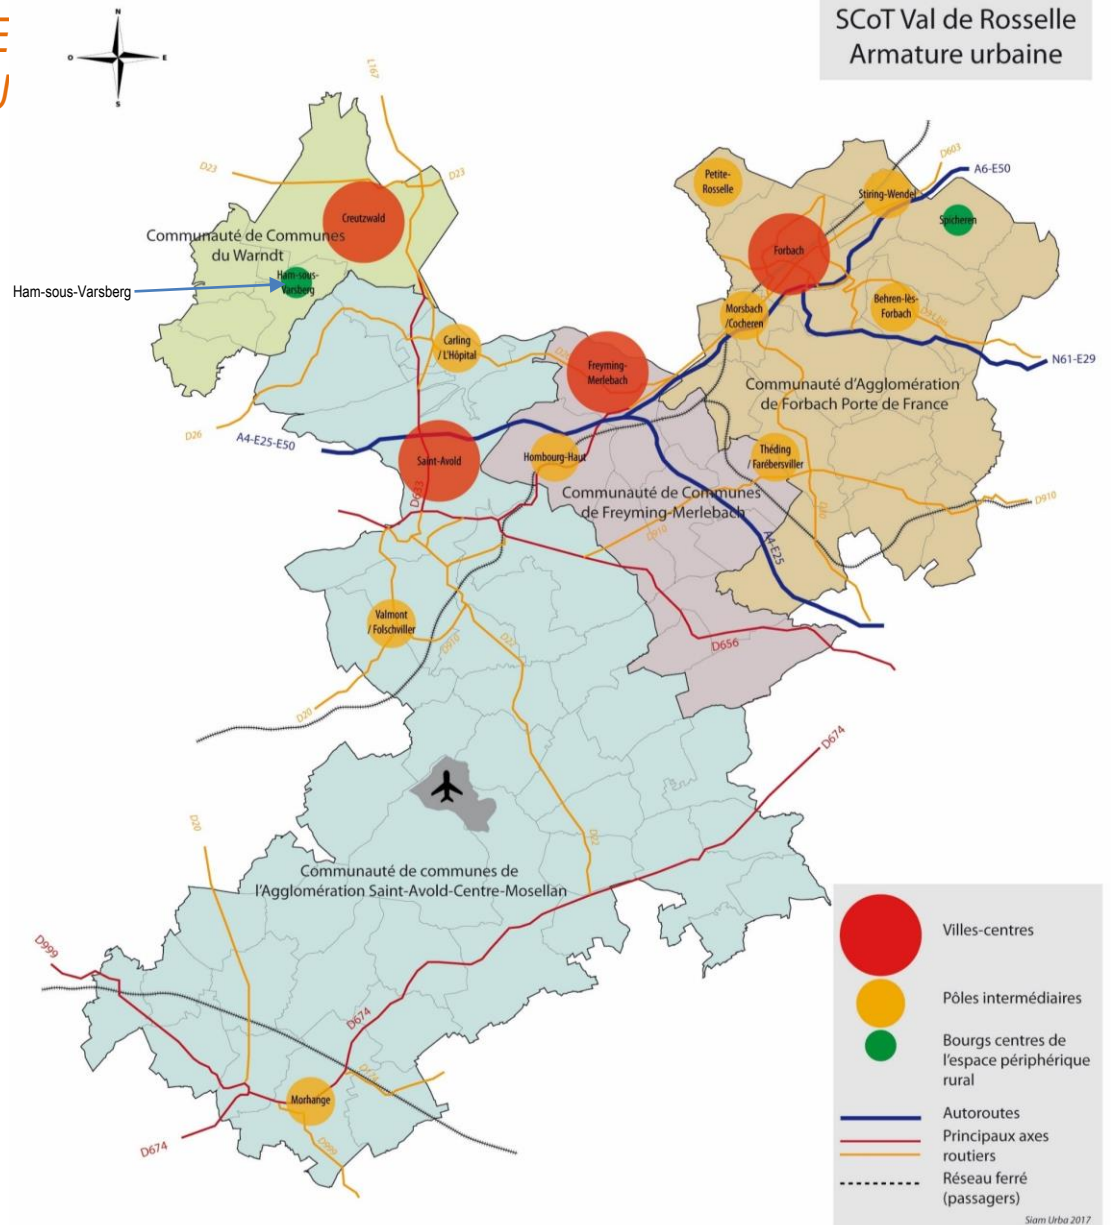 SCoT Val de Rosselle
Armature urbaine
N
O
E
S
L167
D23
D23
D603
A6-E50
Petite-
Rosselle
Stiring-Wendel
Spicheren
Creutzwald
Communauté de Communes
du Warndt
Forbach
Ham-sous-Varsberg
Ham-sous-
Varsberg
Morsbach
/Cocheren
Behren-lès-
Forbach
Carling
/ L'Hôpital
Freyming-
Merlebach
N61-E29
Communauté d'Agglomération
de Forbach Porte de France
D26
A4-E25-E50
Saint-Avold
Hombourg-Haut
Théding
/ Farébersviller
D633
Communauté de Communes
de Freyming-Merlebach
D910
D910
A4-E25
Valmont
/ Folschviller
D910
D22
D656
D20
D674
D20
D22
Communauté de communes de
l'Agglomération Saint-Avold-Centre-Mosellan
D999
D674
Morhange
D674
D999
Villes-centres
Pôles intermédiaires
Bourgs centres de
l'espace périphérique
rural
Autoroutes
Principaux axes
routiers
Réseau ferré
(passagers)
Siam Urba 2017